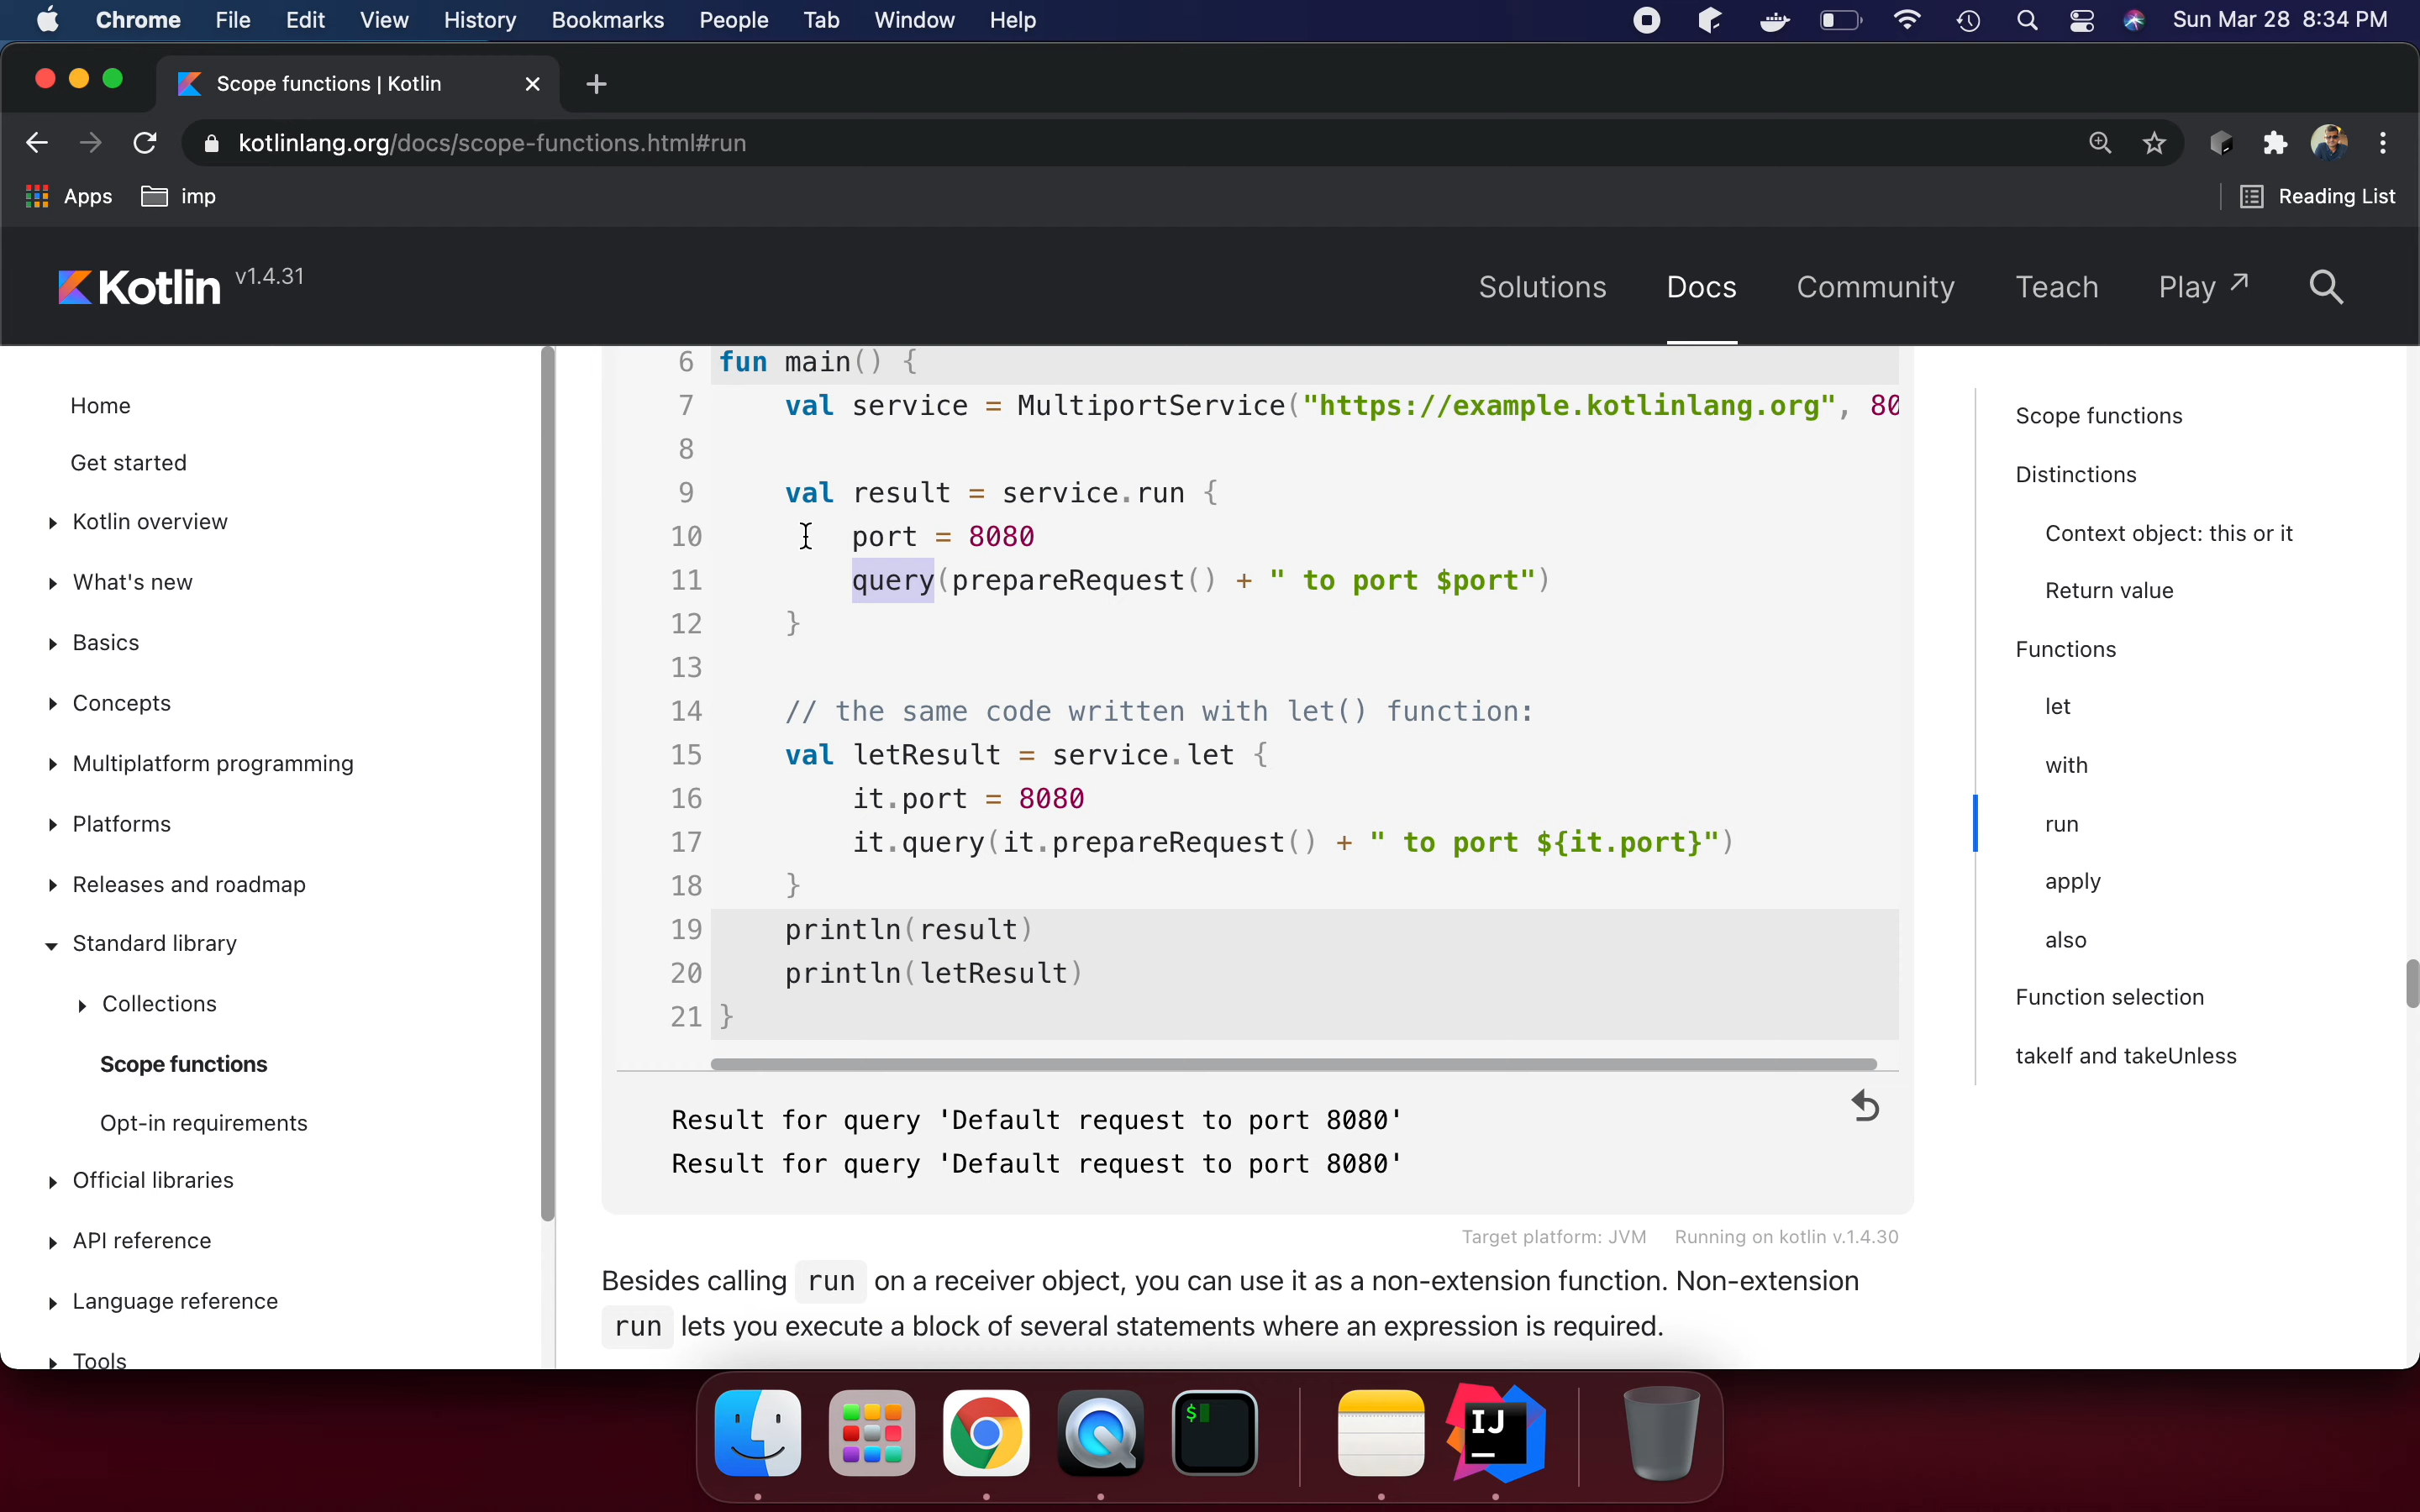 Chrome File Edit View History Bookmarks People Tab Window Help Sun Mar 28 8:34 PM
Scope functions | Kotlin
kotlinlang.org/docs/scope-functions.html#run
Apps imp Reading List
Kotlin v1.4.31 Solutions Docs Community Teach Play
Home
Get started
Kotlin overview
What's new
Basics
Concepts
Multiplatform programming
Platforms
Releases and roadmap
Standard library
Collections
Scope functions
Opt-in requirements
Official libraries
API reference
Language reference
Tools
6 fun main() {
7 val service = MultiportService("https://example.kotlinlang.org", 80
8
9 val result = service.run {
10 port = 8080
11 query(prepareRequest() + " to port $port")
12 }
13
14 // the same code written with let() function:
15 val letResult = service.let {
16 it.port = 8080
17 it.query(it.prepareRequest() + " to port ${it.port}")
18 }
19 println(result)
20 println(letResult)
21 }
Result for query 'Default request to port 8080'
Result for query 'Default request to port 8080'
Target platform: JVM Running on kotlin v.1.4.30
Besides calling run on a receiver object, you can use it as a non-extension function. Non-extension
run lets you execute a block of several statements where an expression is required.
Scope functions
Distinctions
Context object: this or it
Return value
Functions
let
with
run
apply
also
Function selection
takeIf and takeUnless
$
IJ